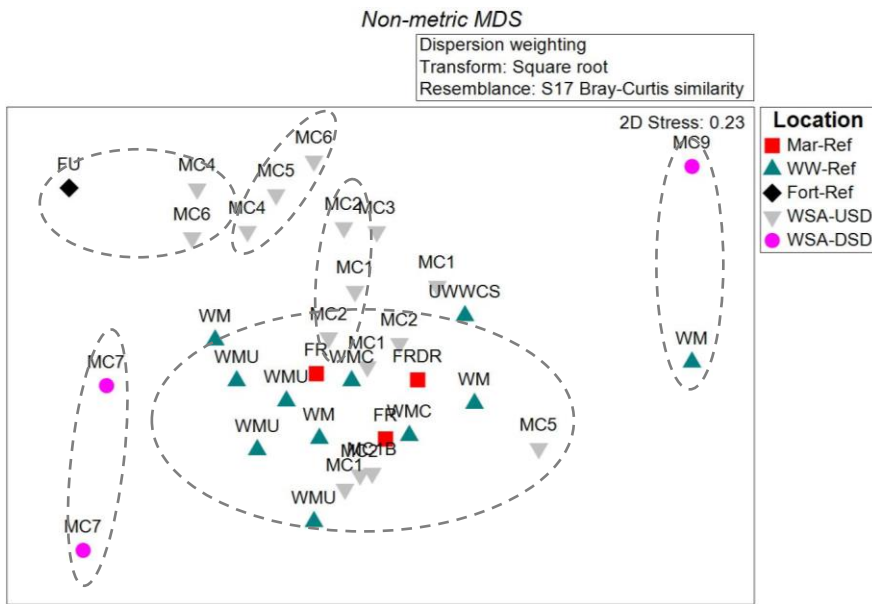 Non-metric MDS
Dispersion weighting
Transform: Square root
Resemblance: S17 Bray-Curtis similarity
2D Stress: 0.23
Location
Mar-Ref
WW-Ref
Fort-Ref
WSA-USD
WSA-DSD
MC6
MC9
FU
MC4
MC5
MC6
MC4
MC2
MC3
MC1
MC1
UWWCS
WM
MC2
MC2
MC1
WM
MC7
WMU
FR
WMC
FRDR
WMU
WM
WMU
WM
FR
WMC
MC5
MC2
MC1B
MC1
WMU
MC7